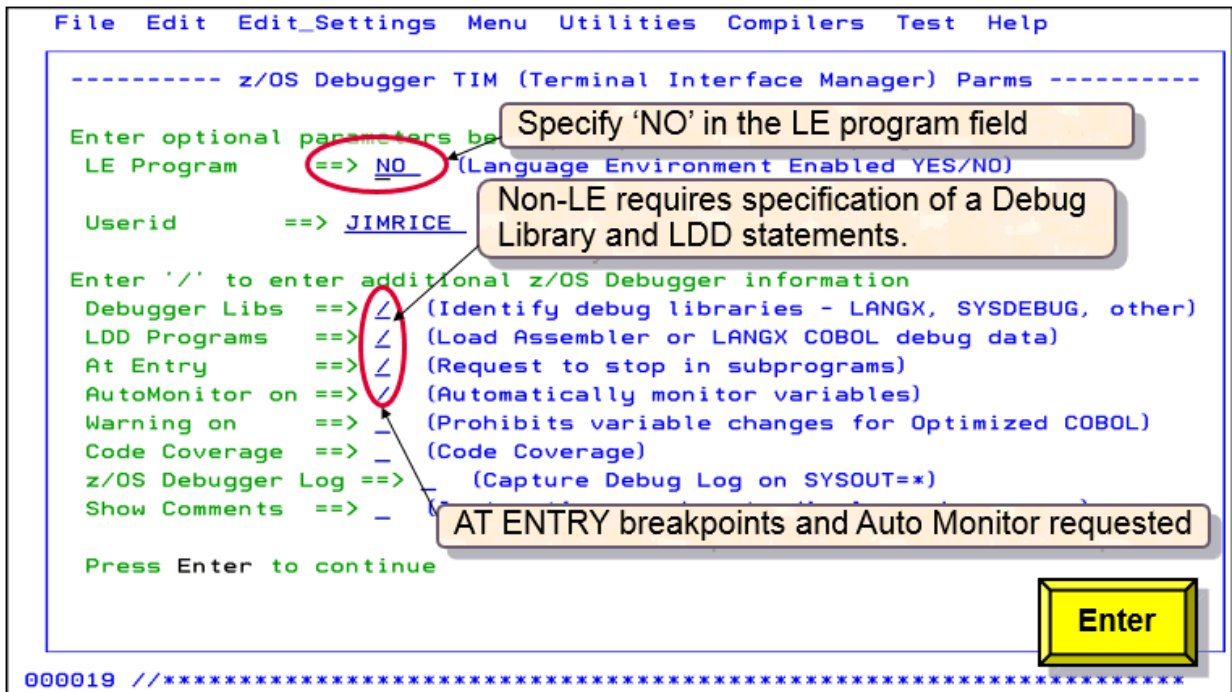 File Edit Edit_Settings Menu Utilities Compilers Test Help
---------- z/OS Debugger TIM (Terminal Interface Manager) Parms ----------
Specify ‘NO’ in the LE program field
Enter optional parameters be
LE Program ==> NO (Language Environment Enabled YES/NO)
Non-LE requires specification of a Debug
Library and LDD statements.
Userid ==> JIMRICE
Enter '/' to enter additional z/OS Debugger information
Debugger Libs ==> / (Identify debug libraries - LANGX, SYSDEBUG, other)
LDD Programs ==> / (Load Assembler or LANGX COBOL debug data)
At Entry ==> / (Request to stop in subprograms)
AutoMonitor on ==> / (Automatically monitor variables)
Warning on ==> _ (Prohibits variable changes for Optimized COBOL)
Code Coverage ==> _ (Code Coverage)
z/OS Debugger Log ==> _ (Capture Debug Log on SYSOUT=*)
Show Comments ==> _
AT ENTRY breakpoints and Auto Monitor requested
Press Enter to continue
Enter
000019 //*******************************************************************